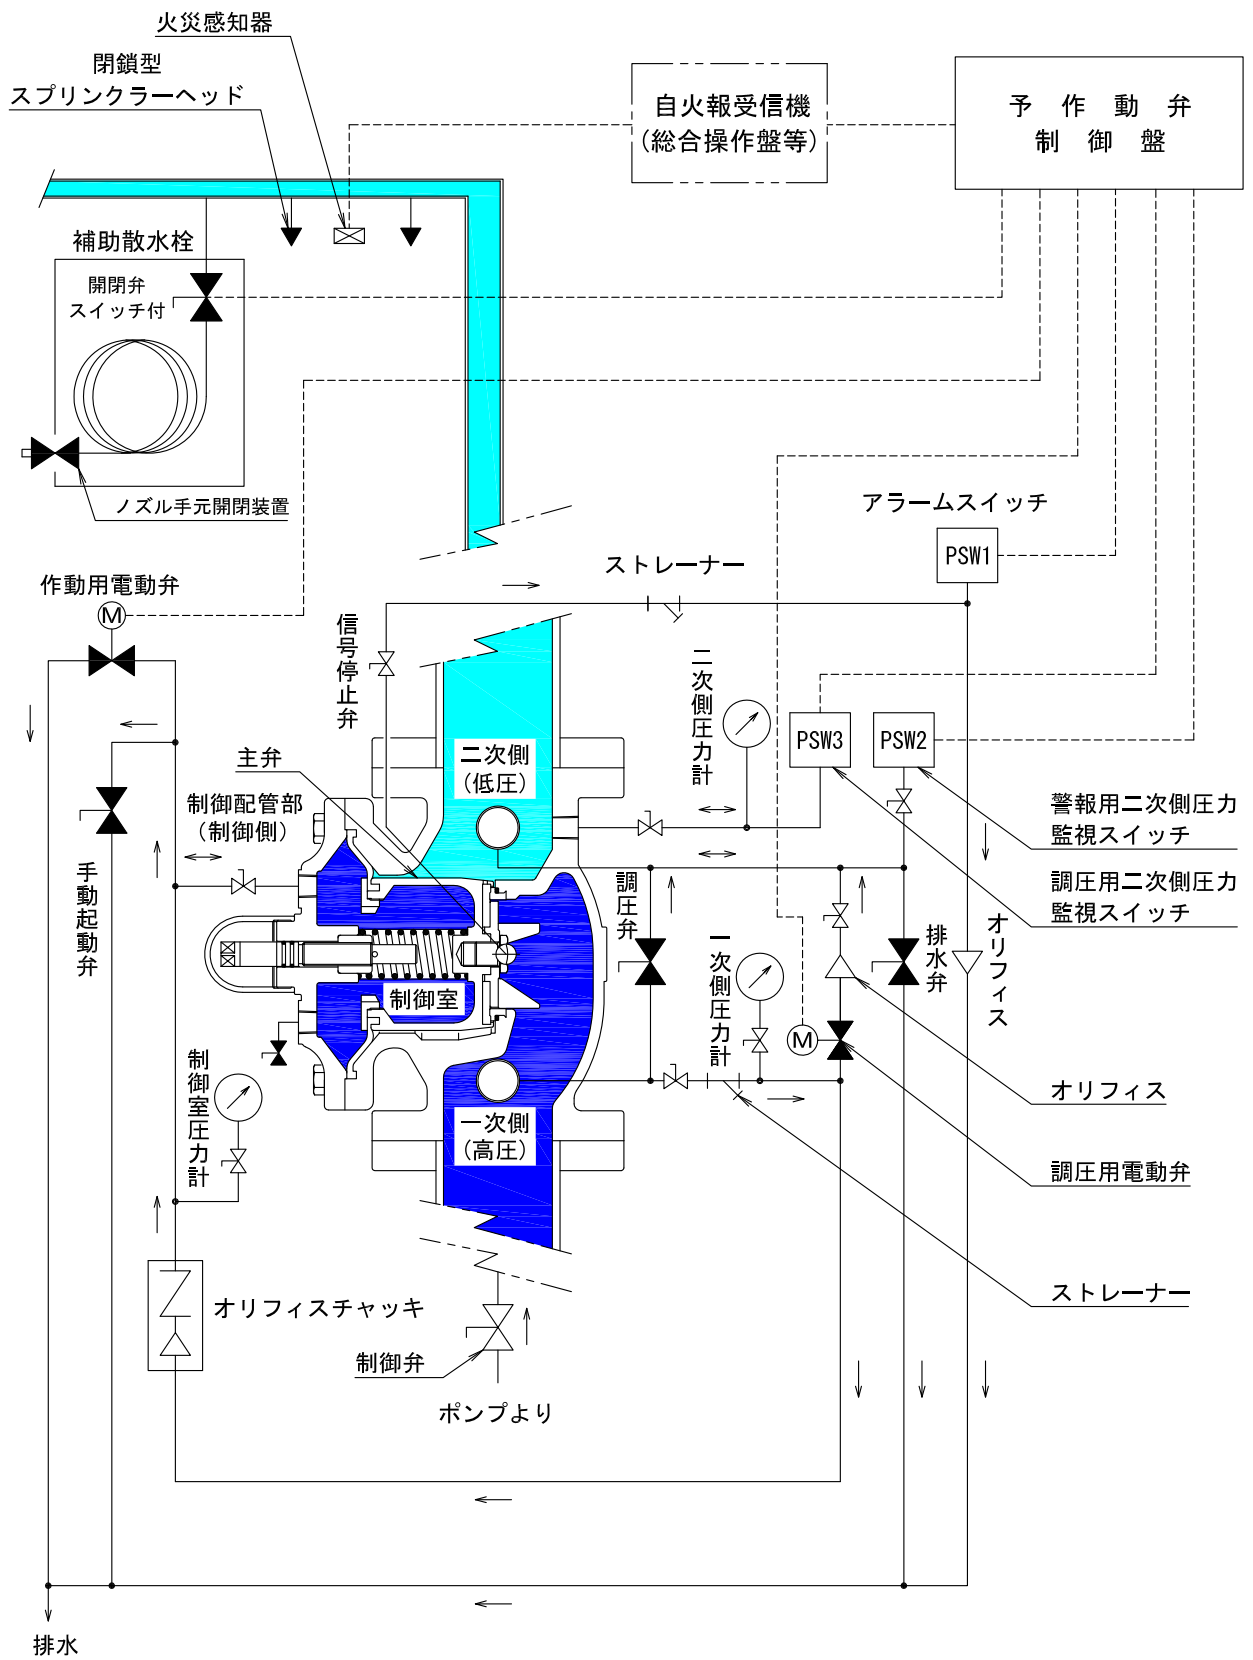 火災感知器
閉鎖型
スプリンクラーヘッド
自火報受信機
(総合操作盤等)
予作動弁
制御盤
補助散水栓
開閉弁
スイッチ付
ノズル手元開閉装置
アラームスイッチ
PSW1
ストレーナー
作動用電動弁
M
信号停止弁
二次側圧力計
PSW3
PSW2
主弁
二次側
(低圧)
制御配管部
(制御側)
警報用二次側圧力
監視スイッチ
調圧用二次側圧力
監視スイッチ
手動起動弁
調圧弁
一次側圧力計
排水弁
オリフィス
制御室
M
制御室圧力計
オリフィス
一次側
(高圧)
調圧用電動弁
ストレーナー
オリフィスチャッキ
制御弁
ポンプより
排水